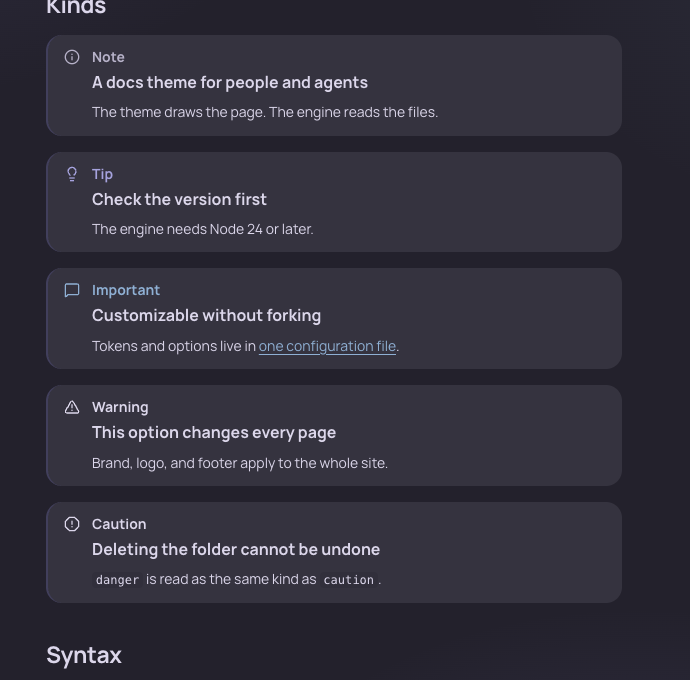 Kinds
Note
A docs theme for people and agents
The theme draws the page. The engine reads the files.
Tip
Check the version first
The engine needs Node 24 or later.
Important
Customizable without forking
Tokens and options live in one configuration file.
Warning
This option changes every page
Brand, logo, and footer apply to the whole site.
Caution
Deleting the folder cannot be undone
danger is read as the same kind as caution.
Syntax